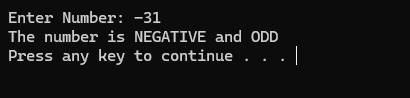 Enter Number: -31
The number is NEGATIVE and ODD
Press any key to continue . . .